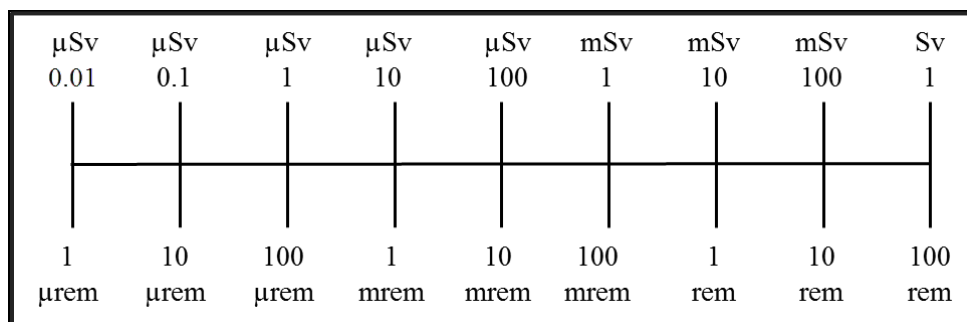 µSv µSv µSv µSv µSv mSv mSv mSv Sv
0.01 0.1 1 10 100 1 10 100 1
1 10 100 1 10 100 1 10 100
µrem µrem µrem mrem mrem mrem rem rem rem